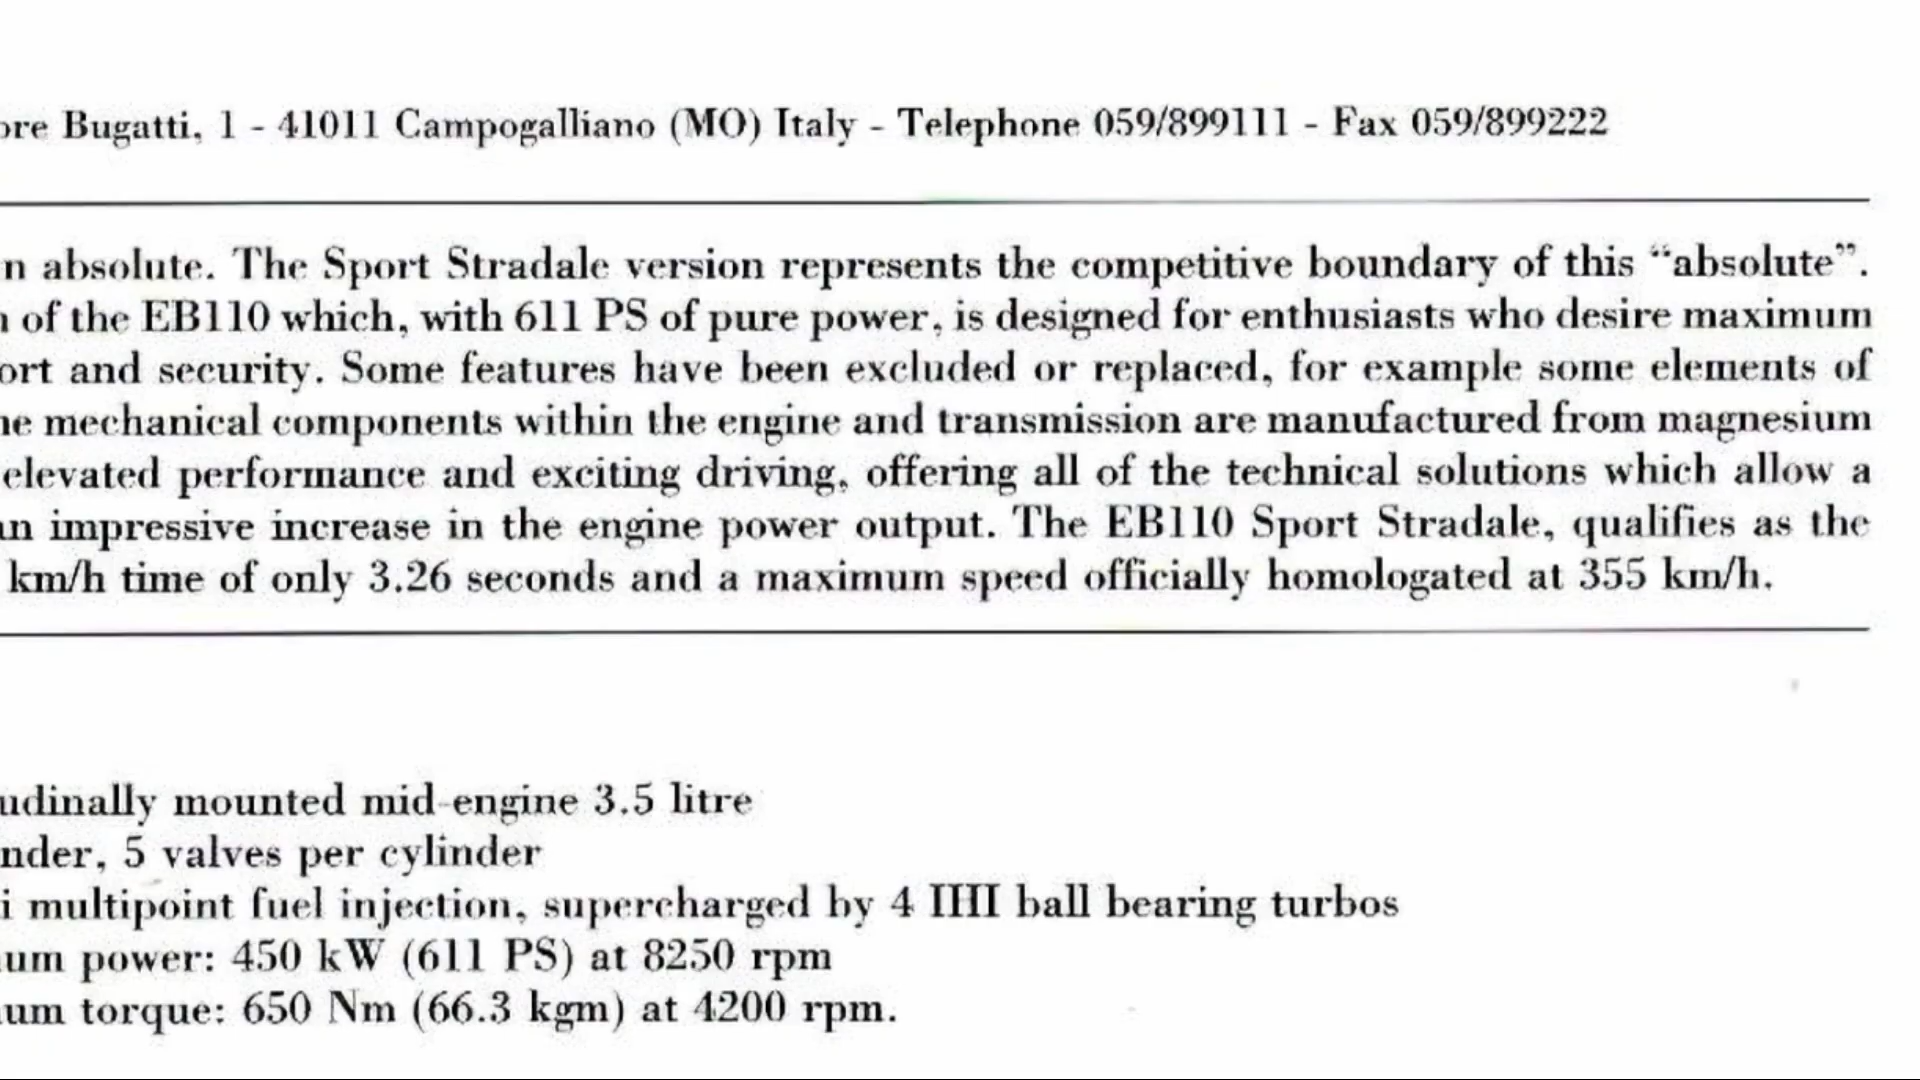 ore Bugatti, 1 - 41011 Campogalliano (MO) Italy - Telephone 059/899111 - Fax 059/899222
n absolute. The Sport Stradale version represents the competitive boundary of this “absolute”.
of the EB110 which, with 611 PS of pure power, is designed for enthusiasts who desire maximum
ort and security. Some features have been excluded or replaced, for example some elements of
ne mechanical components within the engine and transmission are manufactured from magnesium
elevated performance and exciting driving, offering all of the technical solutions which allow a
an impressive increase in the engine power output. The EB110 Sport Stradale, qualifies as the
km/h time of only 3.26 seconds and a maximum speed officially homologated at 355 km/h.
udinally mounted mid-engine 3.5 litre
nder, 5 valves per cylinder
i multipoint fuel injection, supercharged by 4 IHI ball bearing turbos
um power: 450 kW (611 PS) at 8250 rpm
um torque: 650 Nm (66.3 kgm) at 4200 rpm.